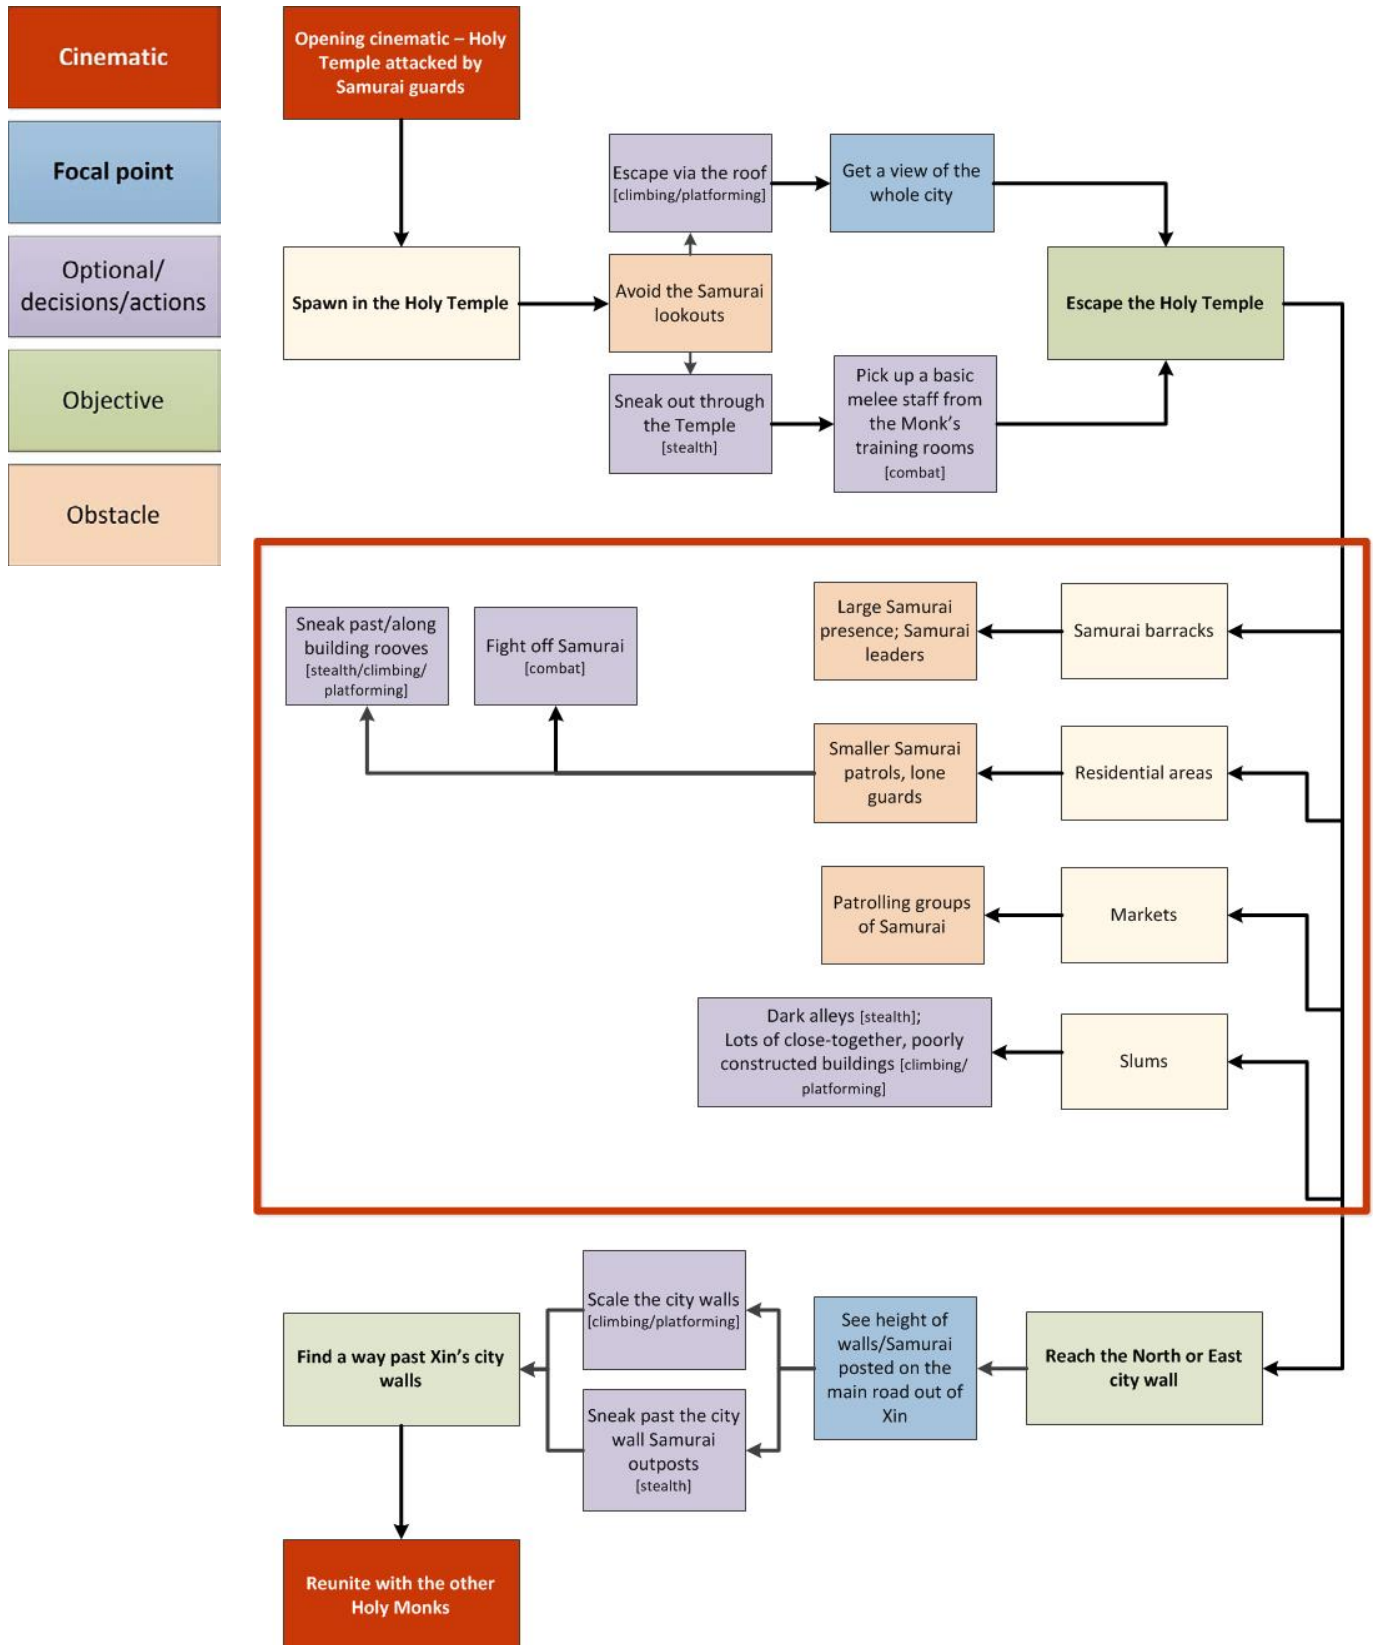 Cinematic
Focal point
Optional/
decisions/actions
Objective
Obstacle
Opening cinematic – Holy
Temple attacked by
Samurai guards
Spawn in the Holy Temple
Avoid the Samurai
lookouts
Escape via the roof
[climbing/platforming]
Get a view of the
whole city
Sneak out through
the Temple
[stealth]
Pick up a basic
melee staff from
the Monk's
training rooms
[combat]
Escape the Holy Temple
Sneak past/along
building rooves
[stealth/climbing/
platforming]
Fight off Samurai
[combat]
Large Samurai
presence; Samurai
leaders
Samurai barracks
Smaller Samurai
patrols, lone
guards
Residential areas
Patrolling groups
of Samurai
Markets
Dark alleys [stealth];
Lots of close-together, poorly
constructed buildings [climbing/
platforming]
Slums
Scale the city walls
[climbing/platforming]
Find a way past Xin's city
walls
Sneak past the city
wall Samurai
outposts
[stealth]
See height of
walls/Samurai
posted on the
main road out of
Xin
Reach the North or East
city wall
Reunite with the other
Holy Monks